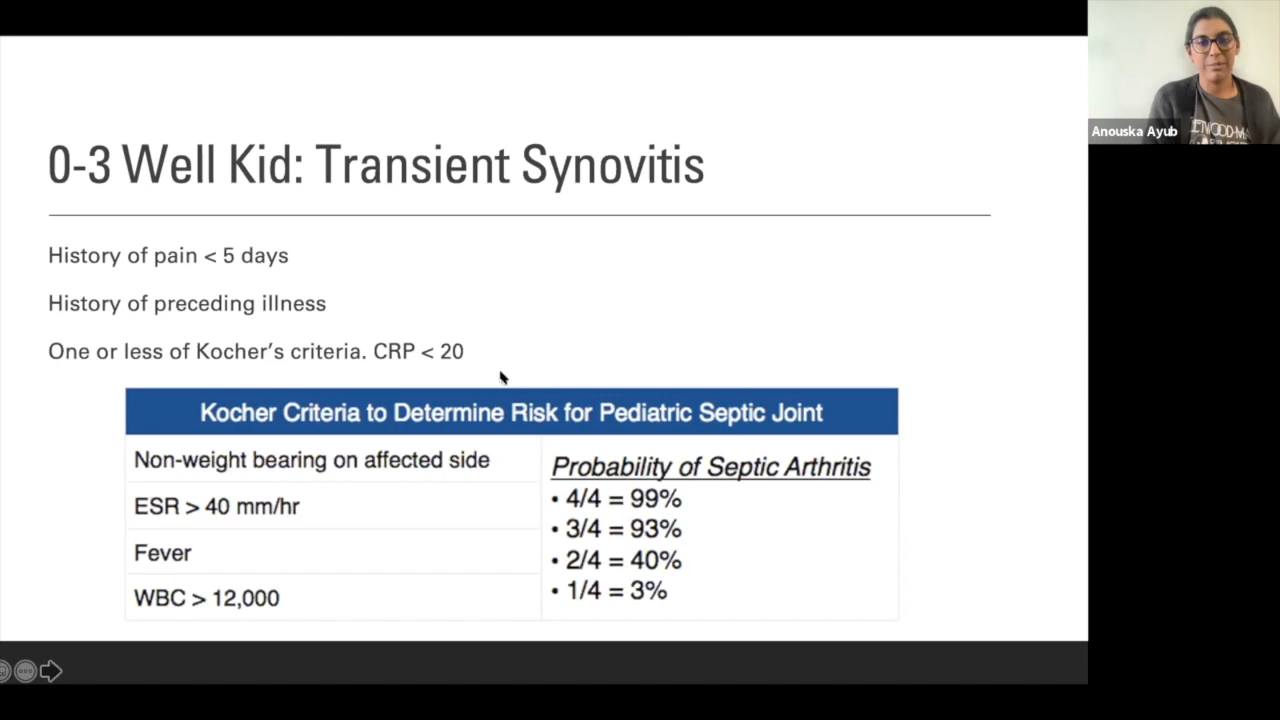 0-3 Well Kid: Transient Synovitis
History of pain < 5 days
History of preceding illness
One or less of Kocher's criteria. CRP < 20
Kocher Criteria to Determine Risk for Pediatric Septic Joint
Non-weight bearing on affected side
ESR > 40 mm/hr
Fever
WBC > 12,000
Probability of Septic Arthritis
• 4/4 = 99%
• 3/4 = 93%
• 2/4 = 40%
• 1/4 = 3%
Anouska Ayub